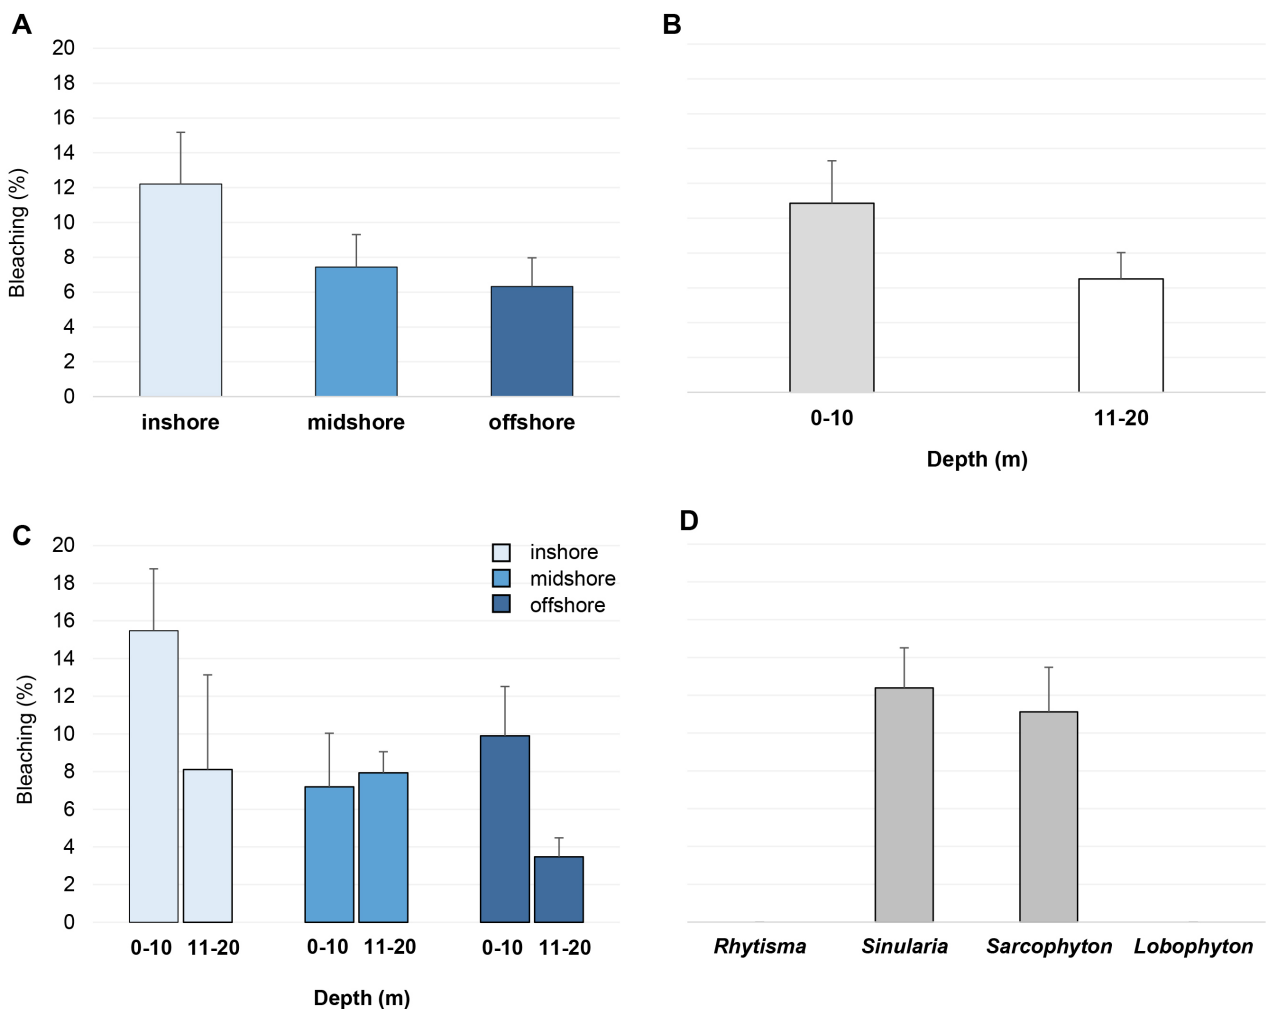 A
B
20
18
16
14
12
10
8
6
4
2
0
Bleaching (%)
inshore
midshore
offshore
0-10
11-20
Depth (m)
C
D
20
18
16
14
12
10
8
6
4
2
0
Bleaching (%)
inshore
midshore
offshore
0-10 11-20
0-10 11-20
0-10 11-20
Depth (m)
Rhytisma
Sinularia
Sarcophyton
Lobophyton